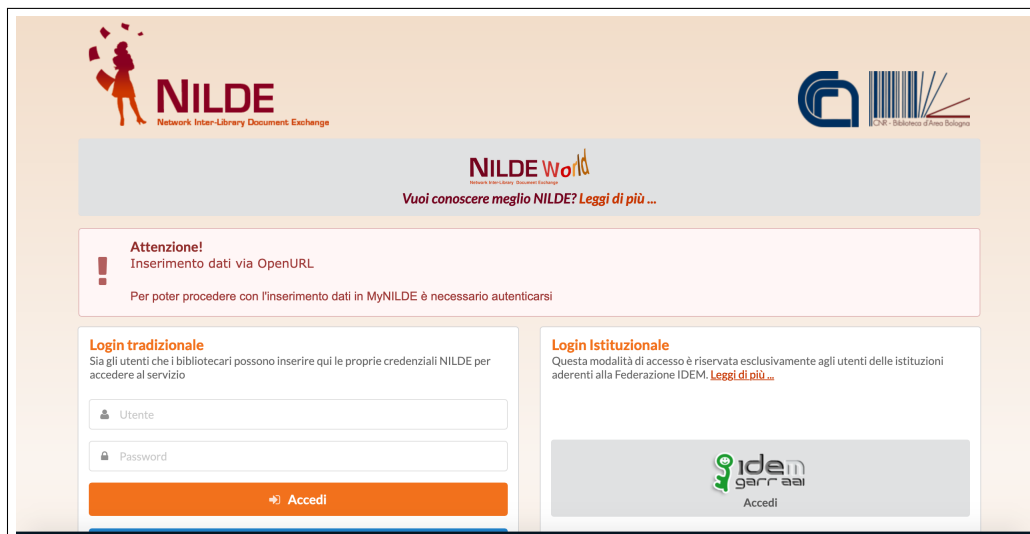 NILDE
Network Inter-Library Document Exchange
CNR - Biblioteca d'Area Bologna
NILDE World
Network Inter-Library Document Exchange
Vuoi conoscere meglio NILDE? Leggi di più ...
Attenzione!
Inserimento dati via OpenURL
Per poter procedere con l'inserimento dati in MyNILDE è necessario autenticarsi
Login tradizionale
Sia gli utenti che i bibliotecari possono inserire qui le proprie credenziali NILDE per
accedere al servizio
Utente
Password
Accedi
Login Istituzionale
Questa modalità di accesso è riservata esclusivamente agli utenti delle istituzioni
aderenti alla Federazione IDEM. Leggi di più ...
idem
garr aai
Accedi